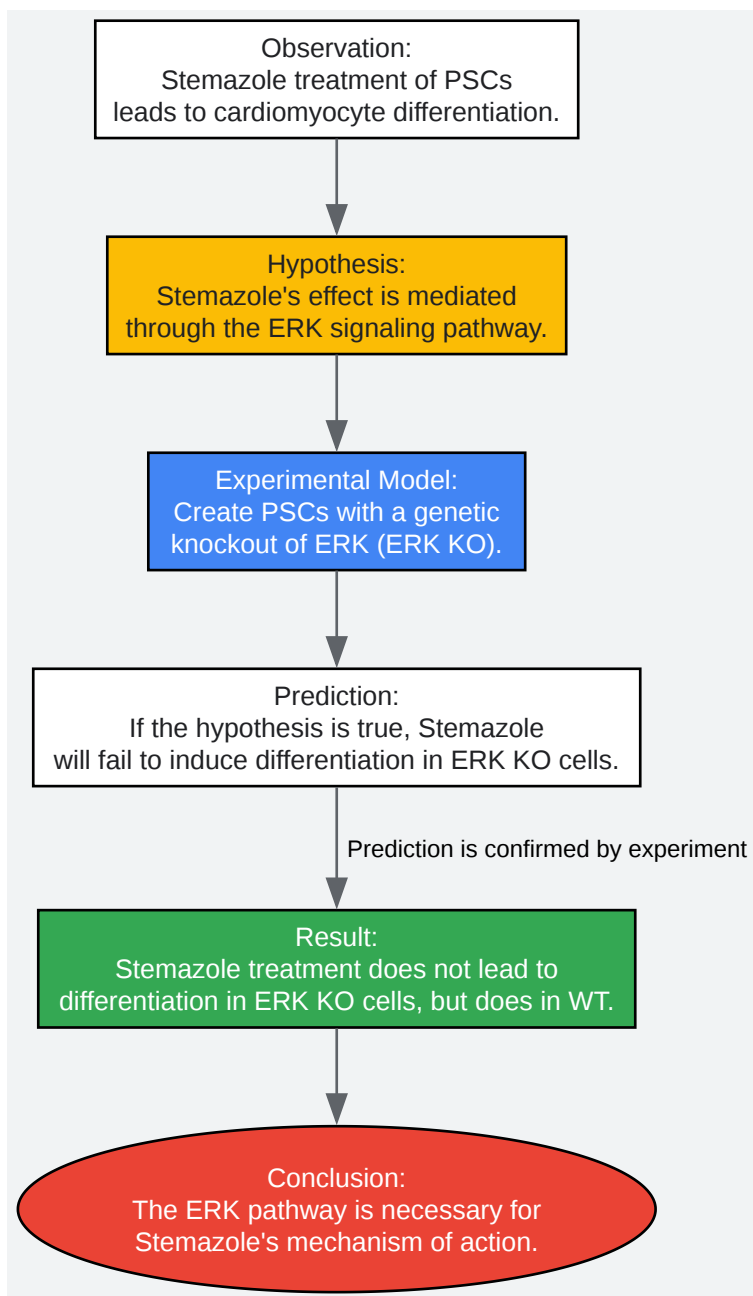 Observation:
Stemazole treatment of PSCs
leads to cardiomyocyte differentiation.
Hypothesis:
Stemazole's effect is mediated
through the ERK signaling pathway.
Experimental Model:
Create PSCs with a genetic
knockout of ERK (ERK KO).
Prediction:
If the hypothesis is true, Stemazole
will fail to induce differentiation in ERK KO cells.
Prediction is confirmed by experiment
Result:
Stemazole treatment does not lead to
differentiation in ERK KO cells, but does in WT.
Conclusion:
The ERK pathway is necessary for
Stemazole's mechanism of action.